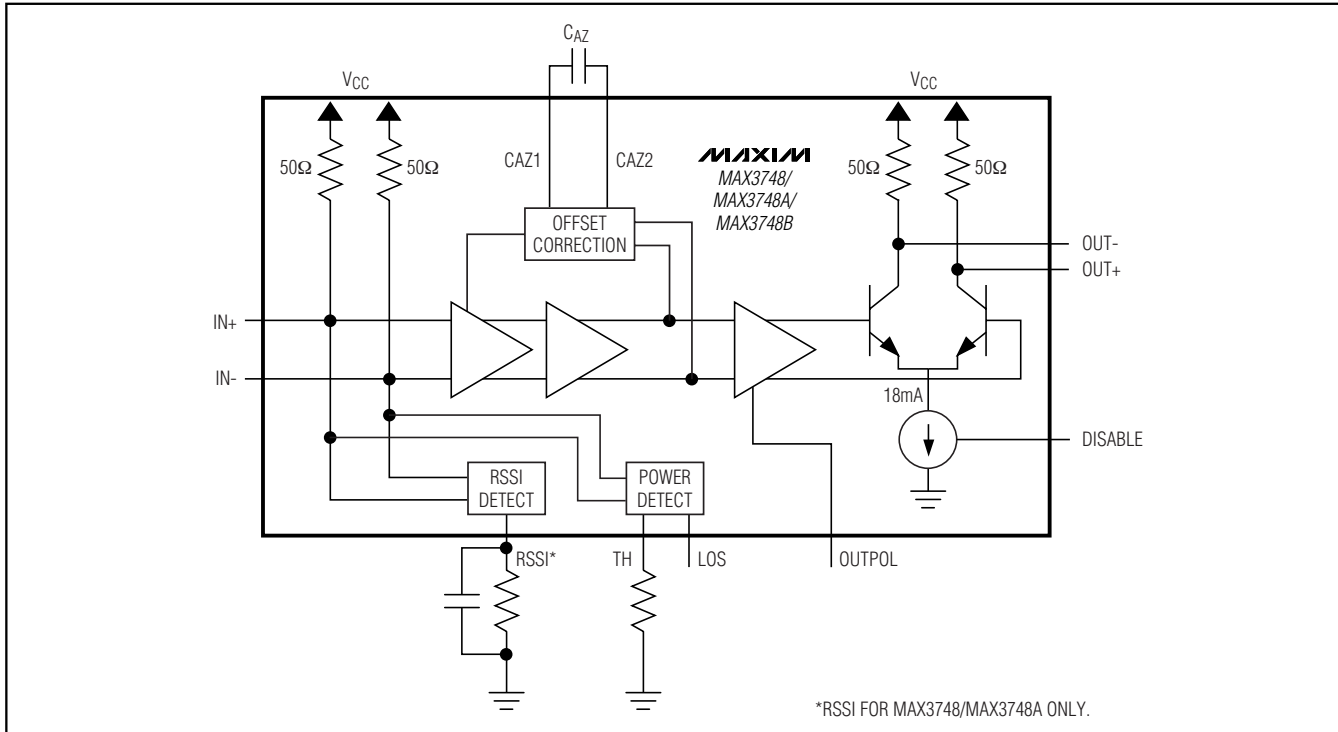 C_AZ
V_CC
V_CC
50Ω
50Ω
CAZ1
CAZ2
MAXIM
MAX3748/
MAX3748A/
MAX3748B
50Ω
50Ω
OFFSET
CORRECTION
OUT-
OUT+
IN+
IN-
18mA
DISABLE
RSSI
DETECT
POWER
DETECT
RSSI*
TH
LOS
OUTPOL
*RSSI FOR MAX3748/MAX3748A ONLY.